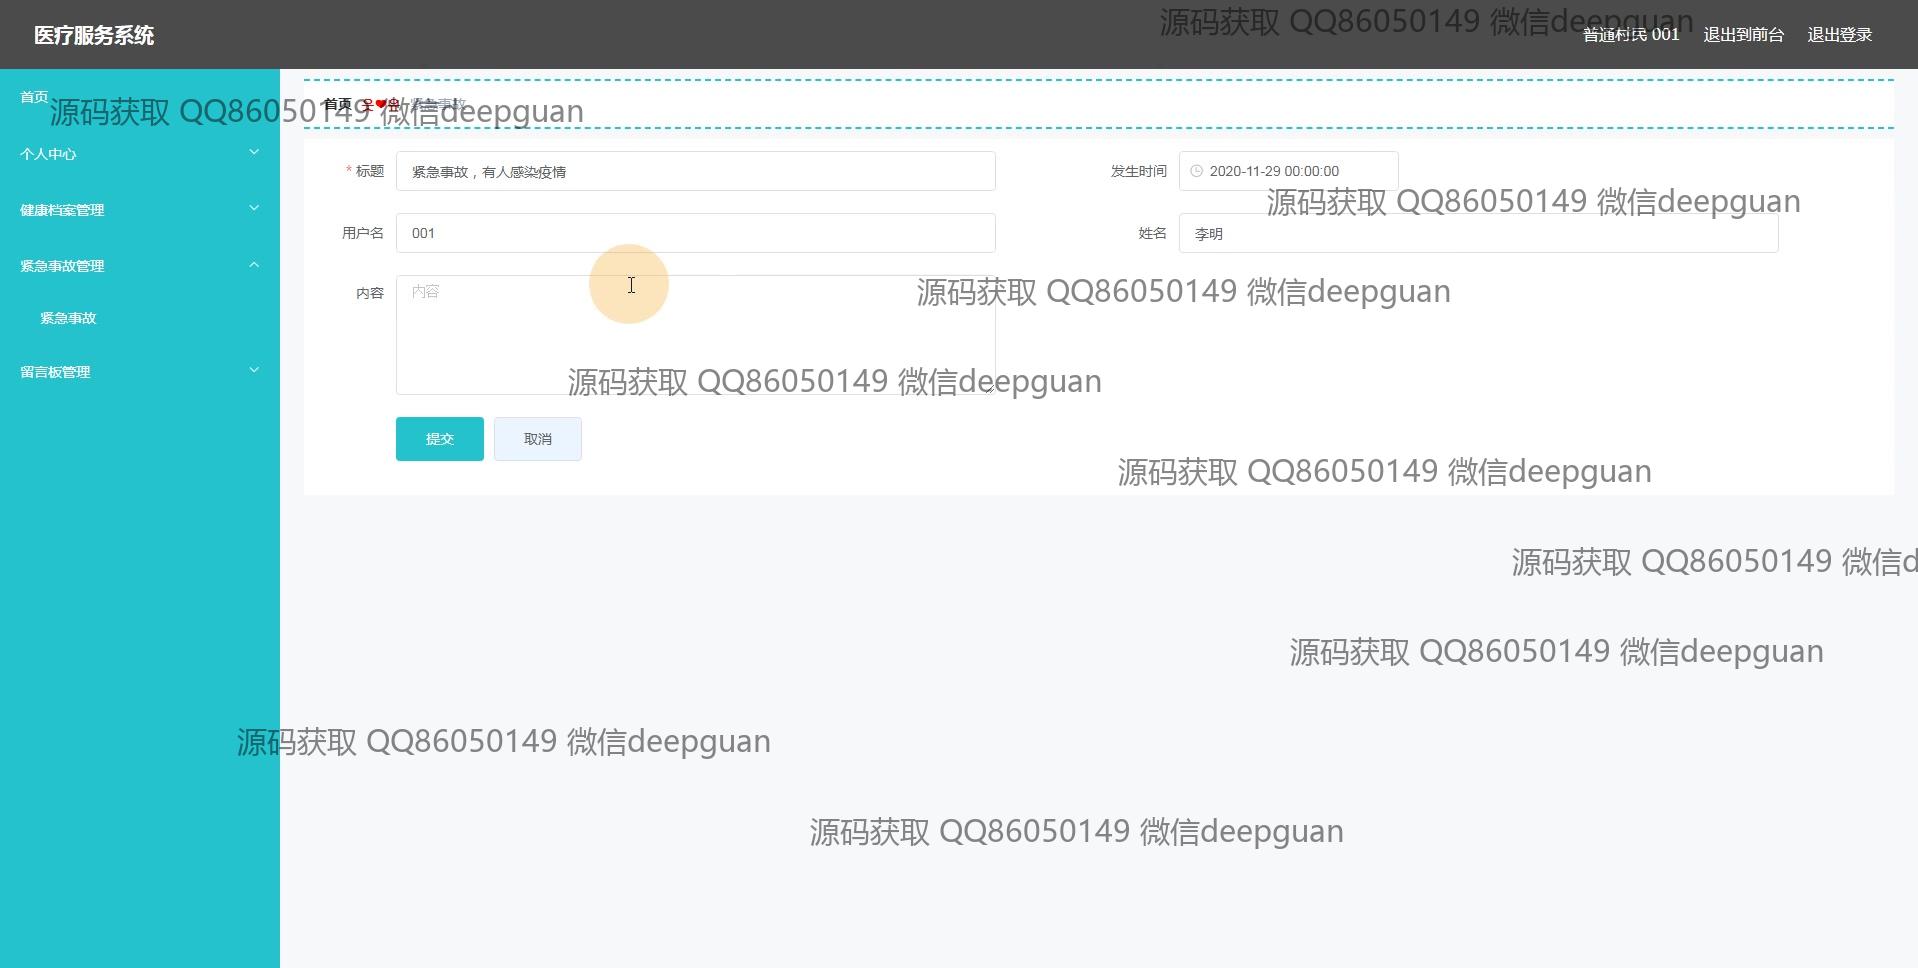 医疗服务系统
源码获取 QQ86050149 微信deepguan
普通村民 001 退出到前台 退出登录
首页
源码获取 QQ86050149 微信deepguan
首页 紧急事故
个人中心
健康档案管理
紧急事故管理
紧急事故
留言板管理
* 标题 紧急事故，有人感染疫情
发生时间 2020-11-29 00:00:00
源码获取 QQ86050149 微信deepguan
用户名 001
姓名 李明
内容 内容
源码获取 QQ86050149 微信deepguan
源码获取 QQ86050149 微信deepguan
提交 取消
源码获取 QQ86050149 微信deepguan
源码获取 QQ86050149 微信d
源码获取 QQ86050149 微信deepguan
源码获取 QQ86050149 微信deepguan
源码获取 QQ86050149 微信deepguan